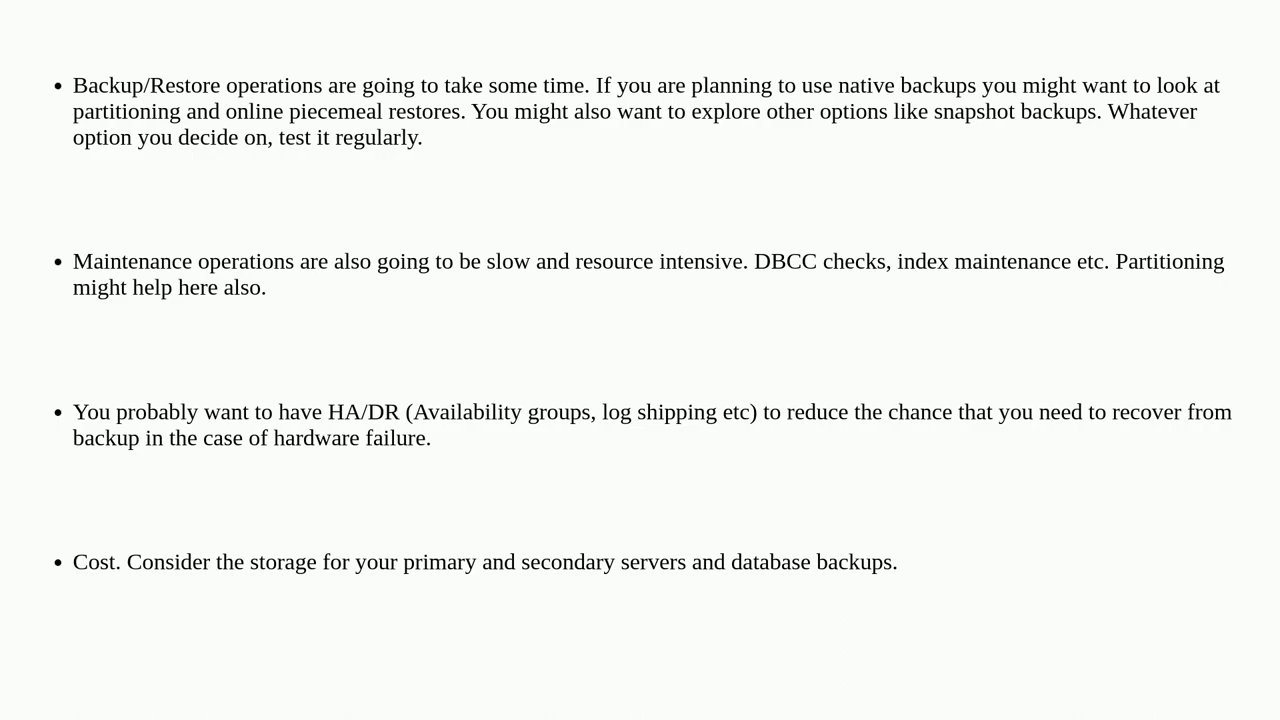 • Backup/Restore operations are going to take some time. If you are planning to use native backups you might want to look at
partitioning and online piecemeal restores. You might also want to explore other options like snapshot backups. Whatever
option you decide on, test it regularly.
• Maintenance operations are also going to be slow and resource intensive. DBCC checks, index maintenance etc. Partitioning
might help here also.
• You probably want to have HA/DR (Availability groups, log shipping etc) to reduce the chance that you need to recover from
backup in the case of hardware failure.
• Cost. Consider the storage for your primary and secondary servers and database backups.